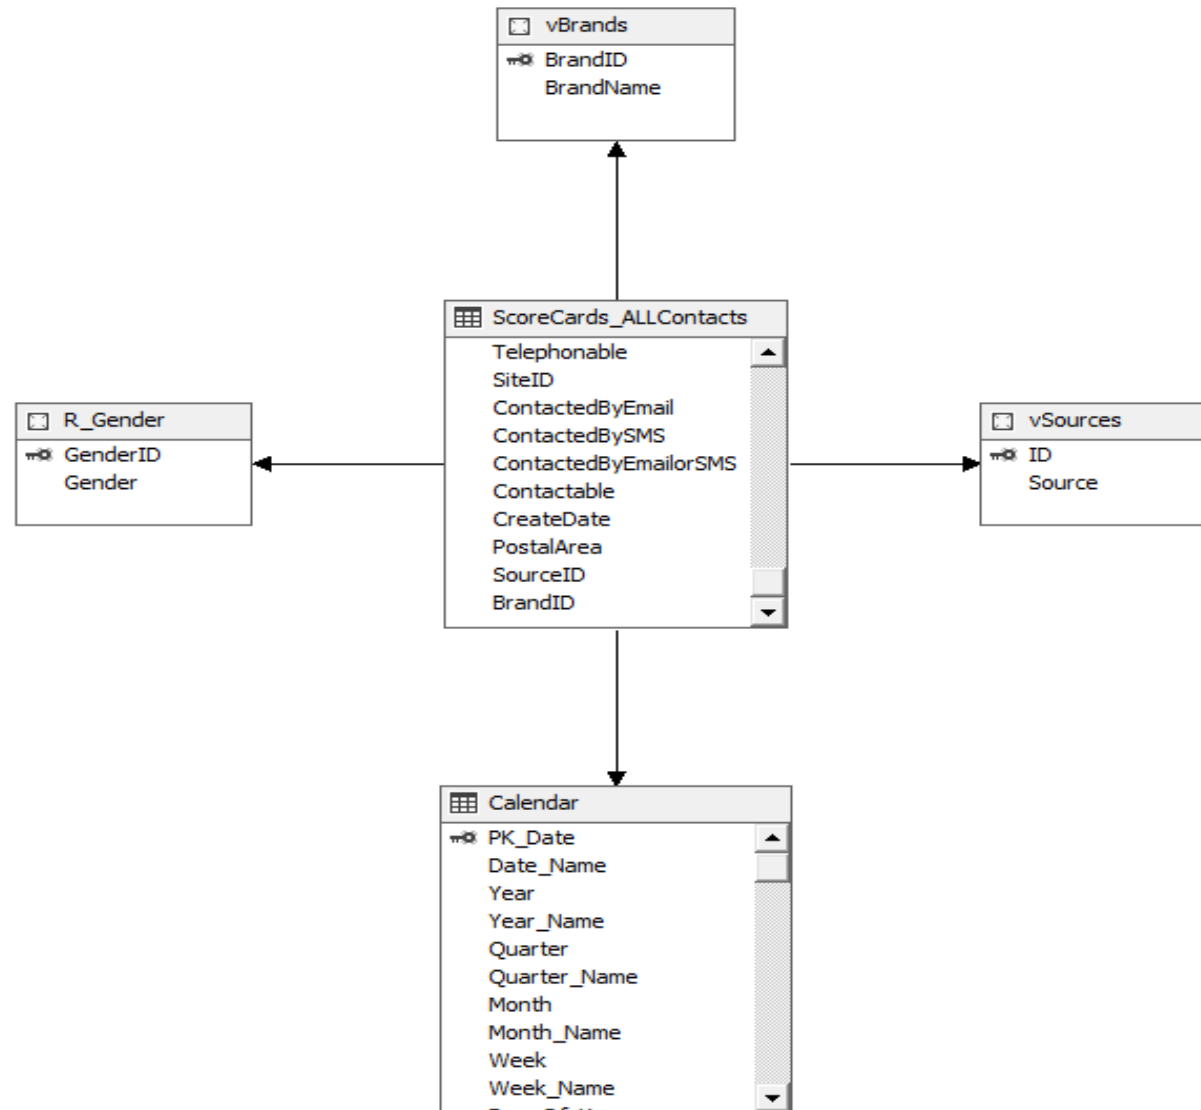 vBrands
BrandID
BrandName
ScoreCards_ALLContacts
Telephonable
SiteID
ContactedByEmail
ContactedBySMS
ContactedByEmailorSMS
Contactable
CreateDate
PostalArea
SourceID
BrandID
R_Gender
GenderID
Gender
vSources
ID
Source
Calendar
PK_Date
Date_Name
Year
Year_Name
Quarter
Quarter_Name
Month
Month_Name
Week
Week_Name